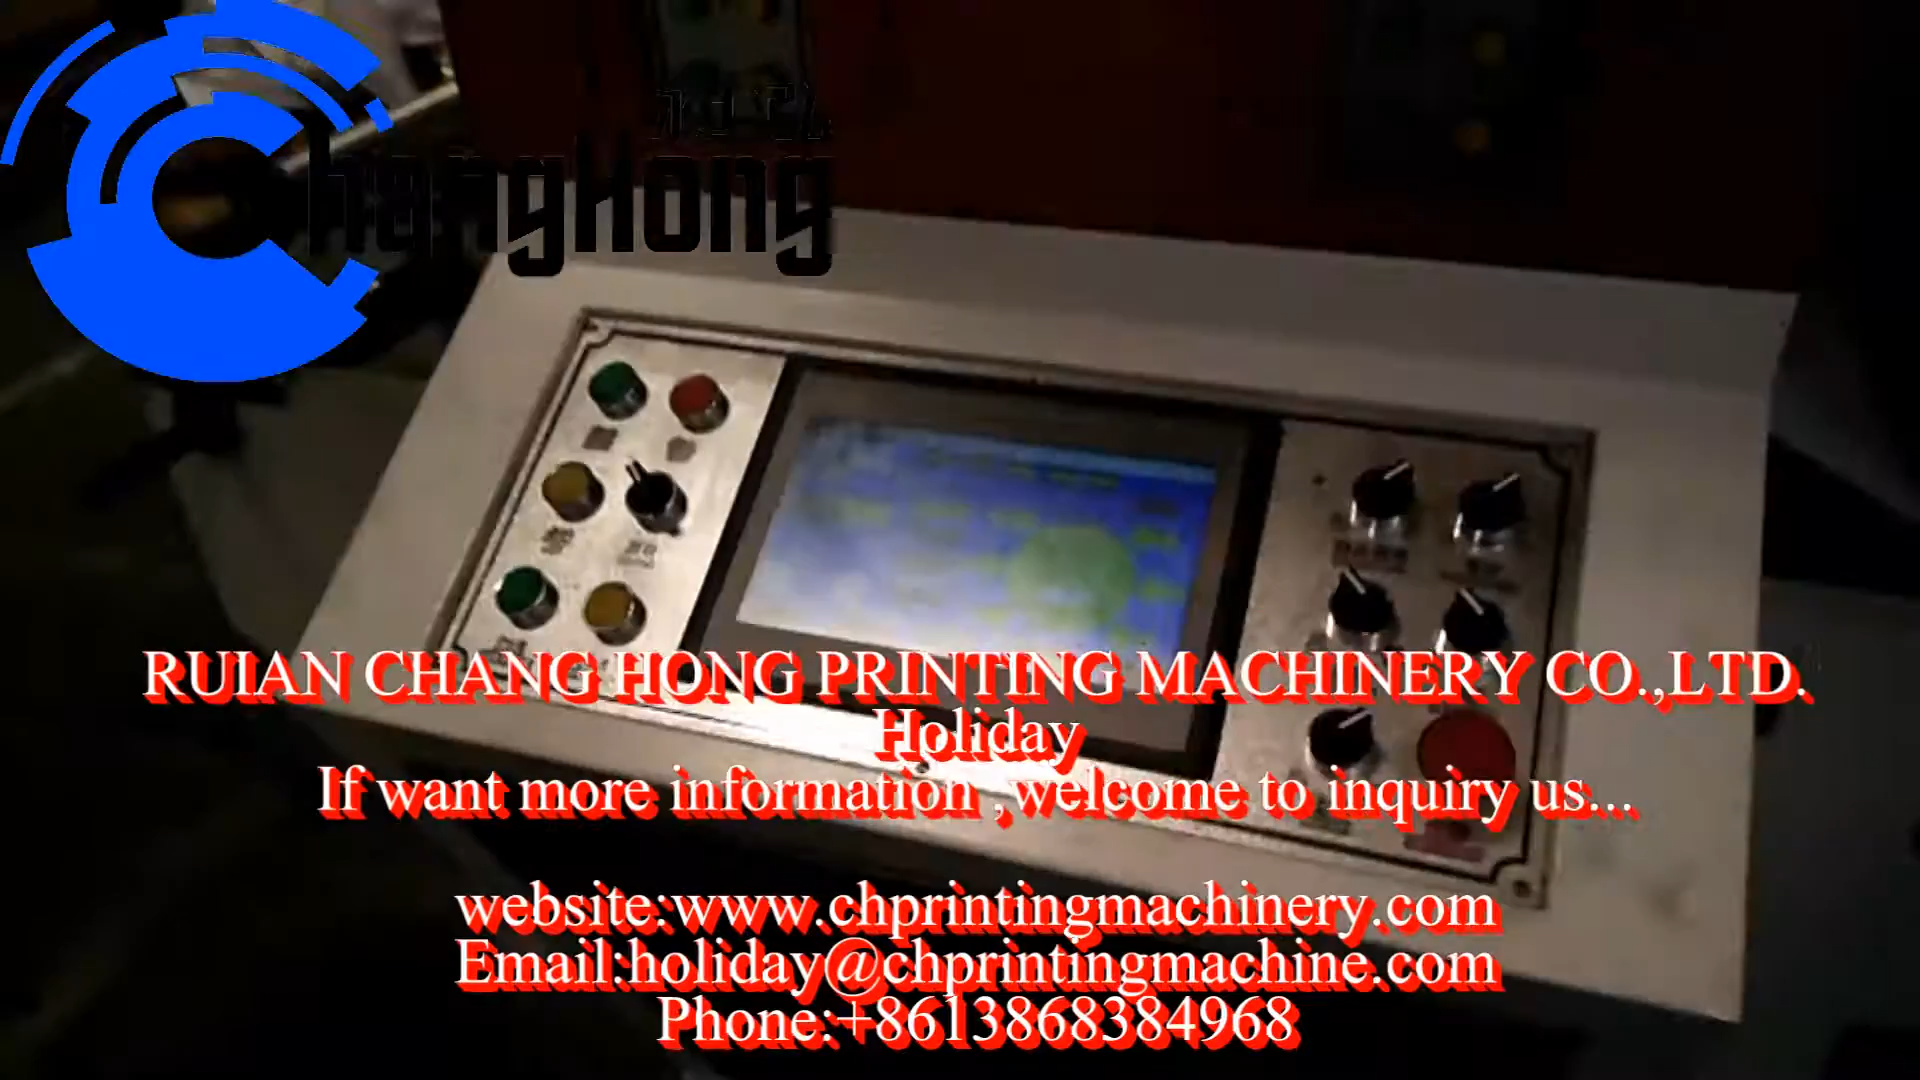 ChangHong
RUIAN CHANG HONG PRINTING MACHINERY CO.,LTD.
Holiday
If want more information ,welcome to inquiry us...
website:www.chprintingmachinery.com
Email:holiday@chprintingmachine.com
Phone:+8613868384968